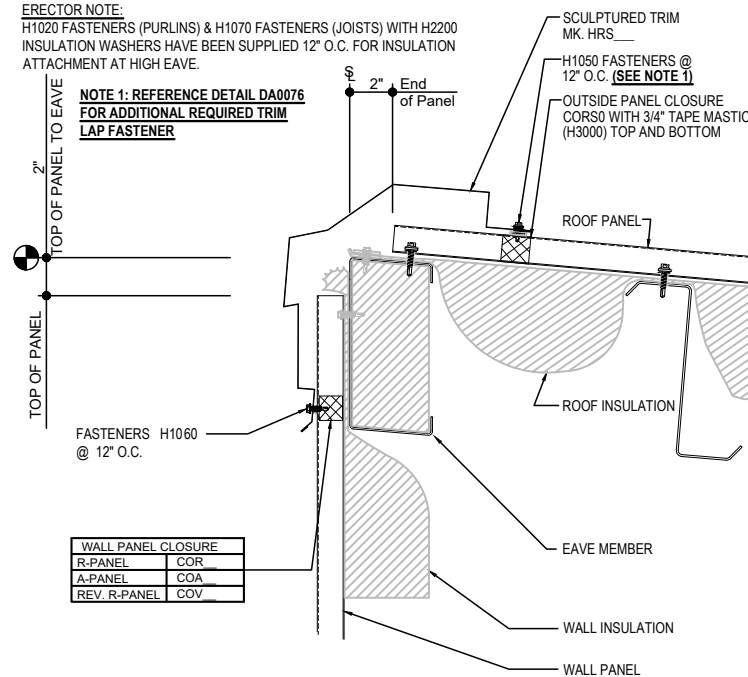 ERECTOR NOTE:
H1020 FASTENERS (PURLINS) & H1070 FASTENERS (JOISTS) WITH H2200
INSULATION WASHERS HAVE BEEN SUPPLIED 12" O.C. FOR INSULATION
ATTACHMENT AT HIGH EAVE.
NOTE 1: REFERENCE DETAIL DA0076
FOR ADDITIONAL REQUIRED TRIM
LAP FASTENER
2"
TOP OF PANEL TO EAVE
TOP OF PANEL
SL
2"
End
of Panel
SCULPTURED TRIM
MK. HRS___
H1050 FASTENERS @
12" O.C. (SEE NOTE 1)
OUTSIDE PANEL CLOSURE
CORS0 WITH 3/4" TAPE MASTIC
(H3000) TOP AND BOTTOM
ROOF PANEL
ROOF INSULATION
FASTENERS H1060
@ 12" O.C.
WALL PANEL CLOSURE
R-PANEL COR__
A-PANEL COA__
REV. R-PANEL COV__
EAVE MEMBER
WALL INSULATION
WALL PANEL